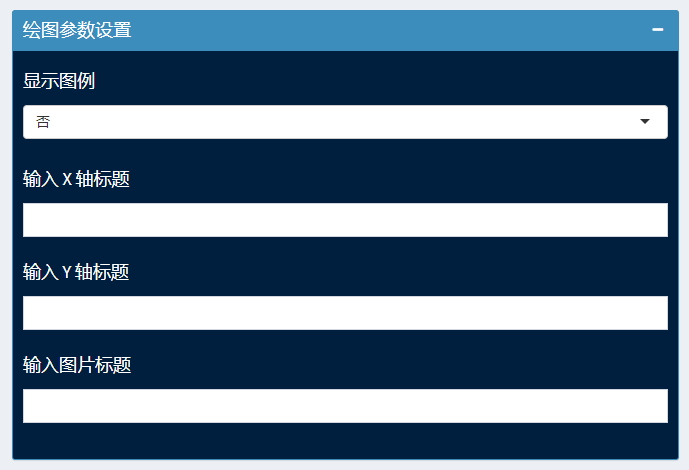 绘图参数设置
显示图例
否
输入 X 轴标题
输入 Y 轴标题
输入图片标题